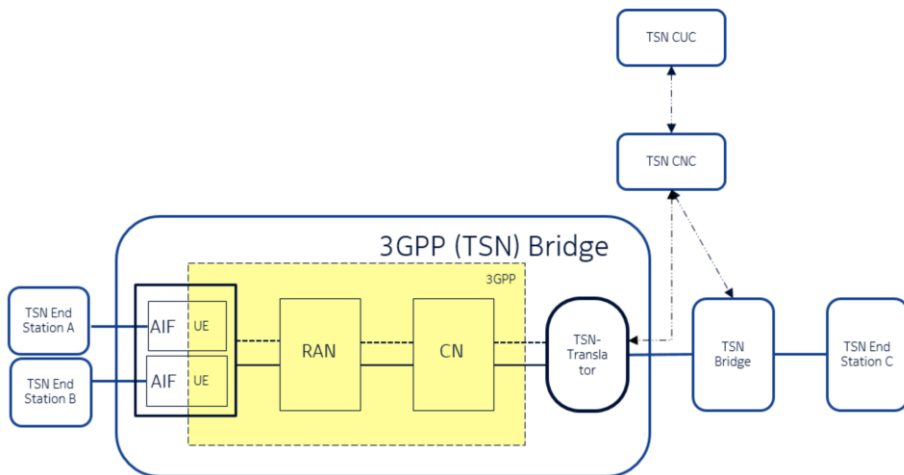 TSN CUC
TSN CNC
3GPP (TSN) Bridge
3GPP
TSN End
Station A
AIF
UE
RAN
CN
TSN-
Transla
tor
TSN
Bridge
TSN End
Station C
TSN End
Station B
AIF
UE